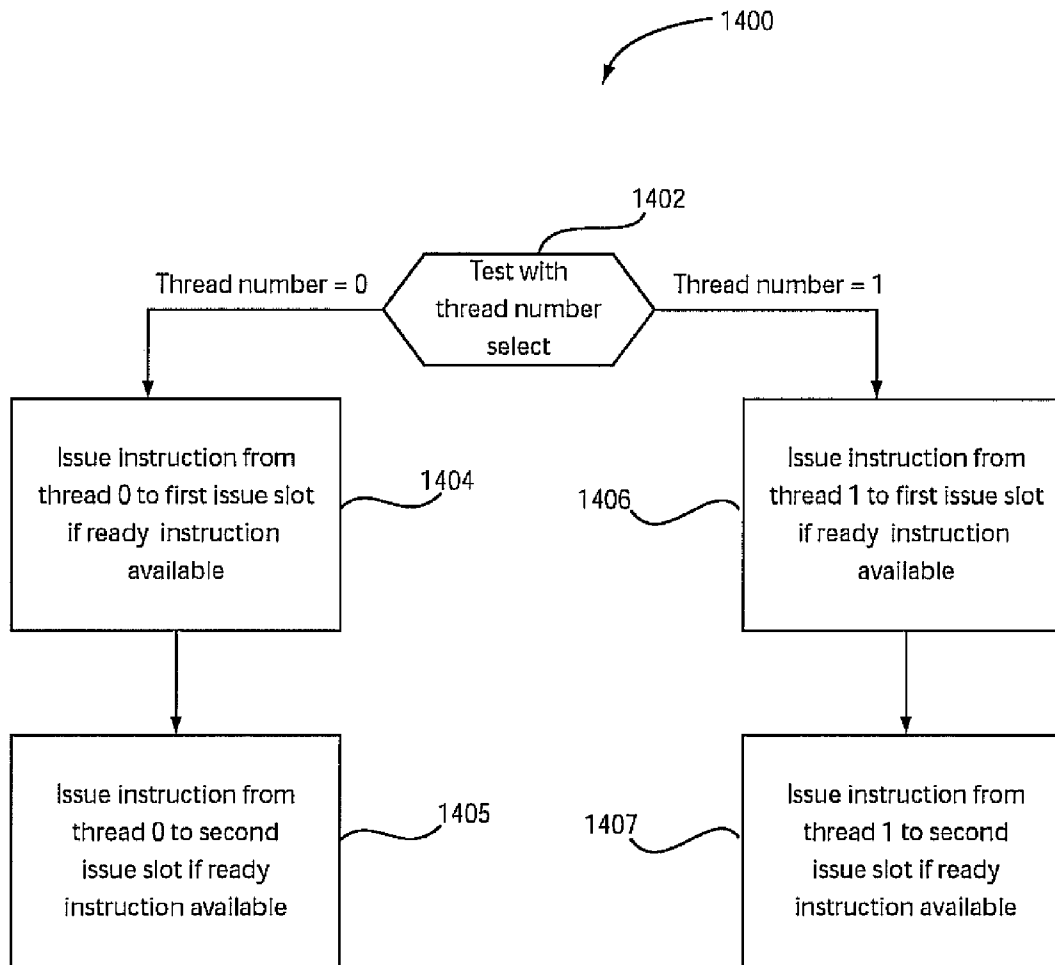 1400
1402
Thread number = 0
Test with
thread number
select
Thread number = 1
Issue instruction from
thread 0 to first issue slot
if ready instruction
available
1404
1406
Issue instruction from
thread 1 to first issue slot
if ready instruction
available
Issue instruction from
thread 0 to second
issue slot if ready
instruction available
1405
1407
Issue instruction from
thread 1 to second
issue slot if ready
instruction available